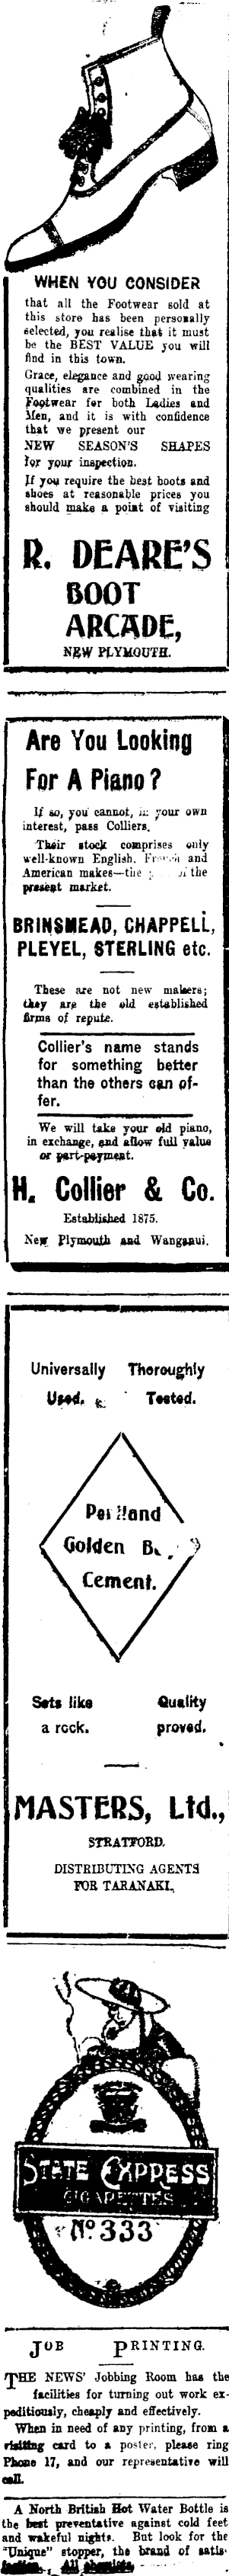 WHEN YOU CONSIDER
that all the Footwear sold at
this store has been personally
selected, you realise that it must
be the BEST VALUE you will
find in this town.
Grace, elegance and good wearing
qualities are combined in the
Footwear for both Ladies and
Men, and it is with confidence
that we present our
NEW SEASON'S SHAPES
for your inspection.
If you require the best boots and
shoes at reasonable prices you
should make a point of visiting
R. DEARE'S
BOOT
ARCADE,
NEW PLYMOUTH.
Are You Looking
For A Piano?
If so, you cannot, in your own
interest, pass Colliers.
Their stock comprises only
well-known English, and
American makes—the the
present market.
BRINSMEAD, CHAPPELL,
PLEYEL, STERLING etc.
These are not new makers;
they are the old established
firms of repute.
Collier's name stands
for something better
than the others can of-
fer.
We will take your old piano,
in exchange, and allow full value
or part-payment.
H. Collier & Co.
Established 1875.
New Plymouth and Wanganui.
Universally Thoroughly
Used. Tested.
Portland
Golden
Cement.
Sets like Quality
a rock. proved.
MASTERS, Ltd.,
STRATFORD.
DISTRIBUTING AGENTS
FOR TARANAKI.
STATE EXPRESS
CIGARETTES
Nº 333
JOB PRINTING.
THE NEWS' Jobbing Room has the
facilities for turning out work ex-
peditiously, cheaply and effectively.
When in need of any printing, from a
visiting card to a poster, please ring
Phone 17, and our representative will
call.
A North British Hot Water Bottle is
the best preventative against cold feet
and wakeful nights. But look for the
"Unique" stopper, the brand of satis-
faction. All chemists.